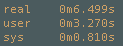 real    0m6.499s
user    0m3.270s
sys     0m0.810s